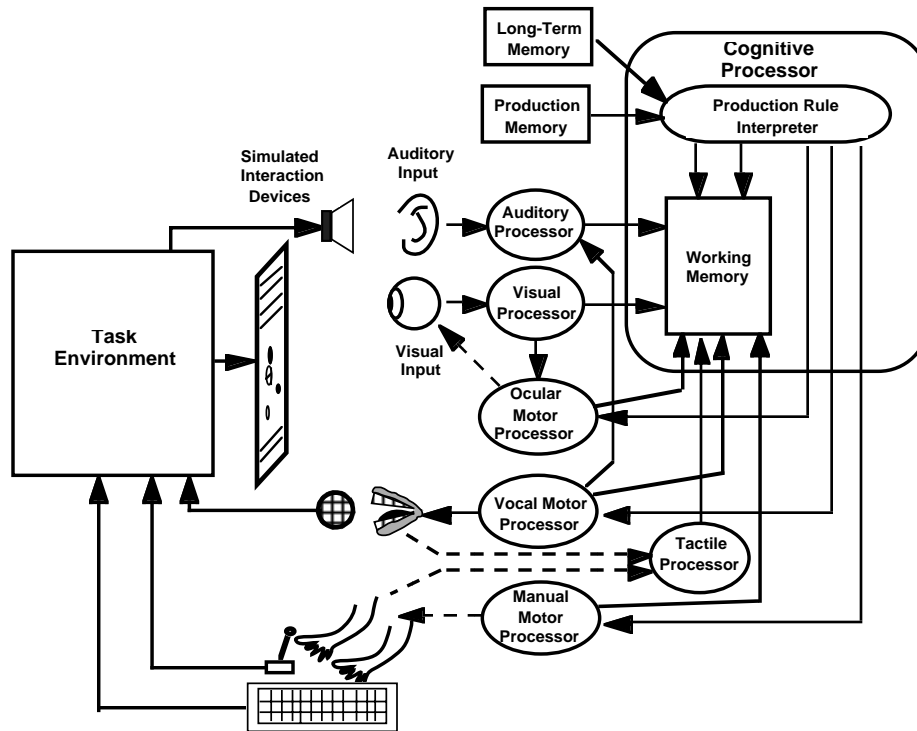 Long-Term
Memory
Cognitive
Processor
Production
Memory
Production Rule
Interpreter
Simulated
Interaction
Devices
Auditory
Input
Auditory
Processor
Working
Memory
Visual
Processor
Task
Environment
Visual
Input
Ocular
Motor
Processor
Vocal Motor
Processor
Tactile
Processor
Manual
Motor
Processor